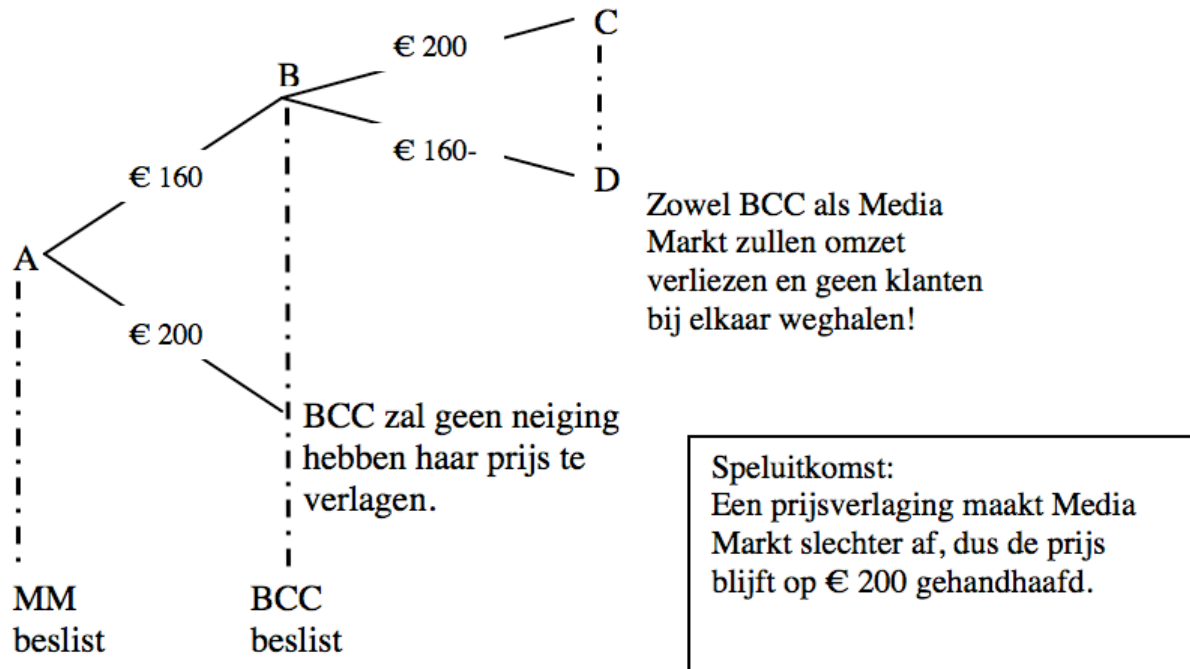 C
€ 200
B
€ 160-
€ 160
D
Zowel BCC als Media
Markt zullen omzet
verliezen en geen klanten
bij elkaar weghalen!
A
€ 200
BCC zal geen neiging
hebben haar prijs te
verlagen.
Speluitkomst:
Een prijsverlaging maakt Media
Markt slechter af, dus de prijs
blijft op € 200 gehandhaafd.
MM
beslist
BCC
beslist